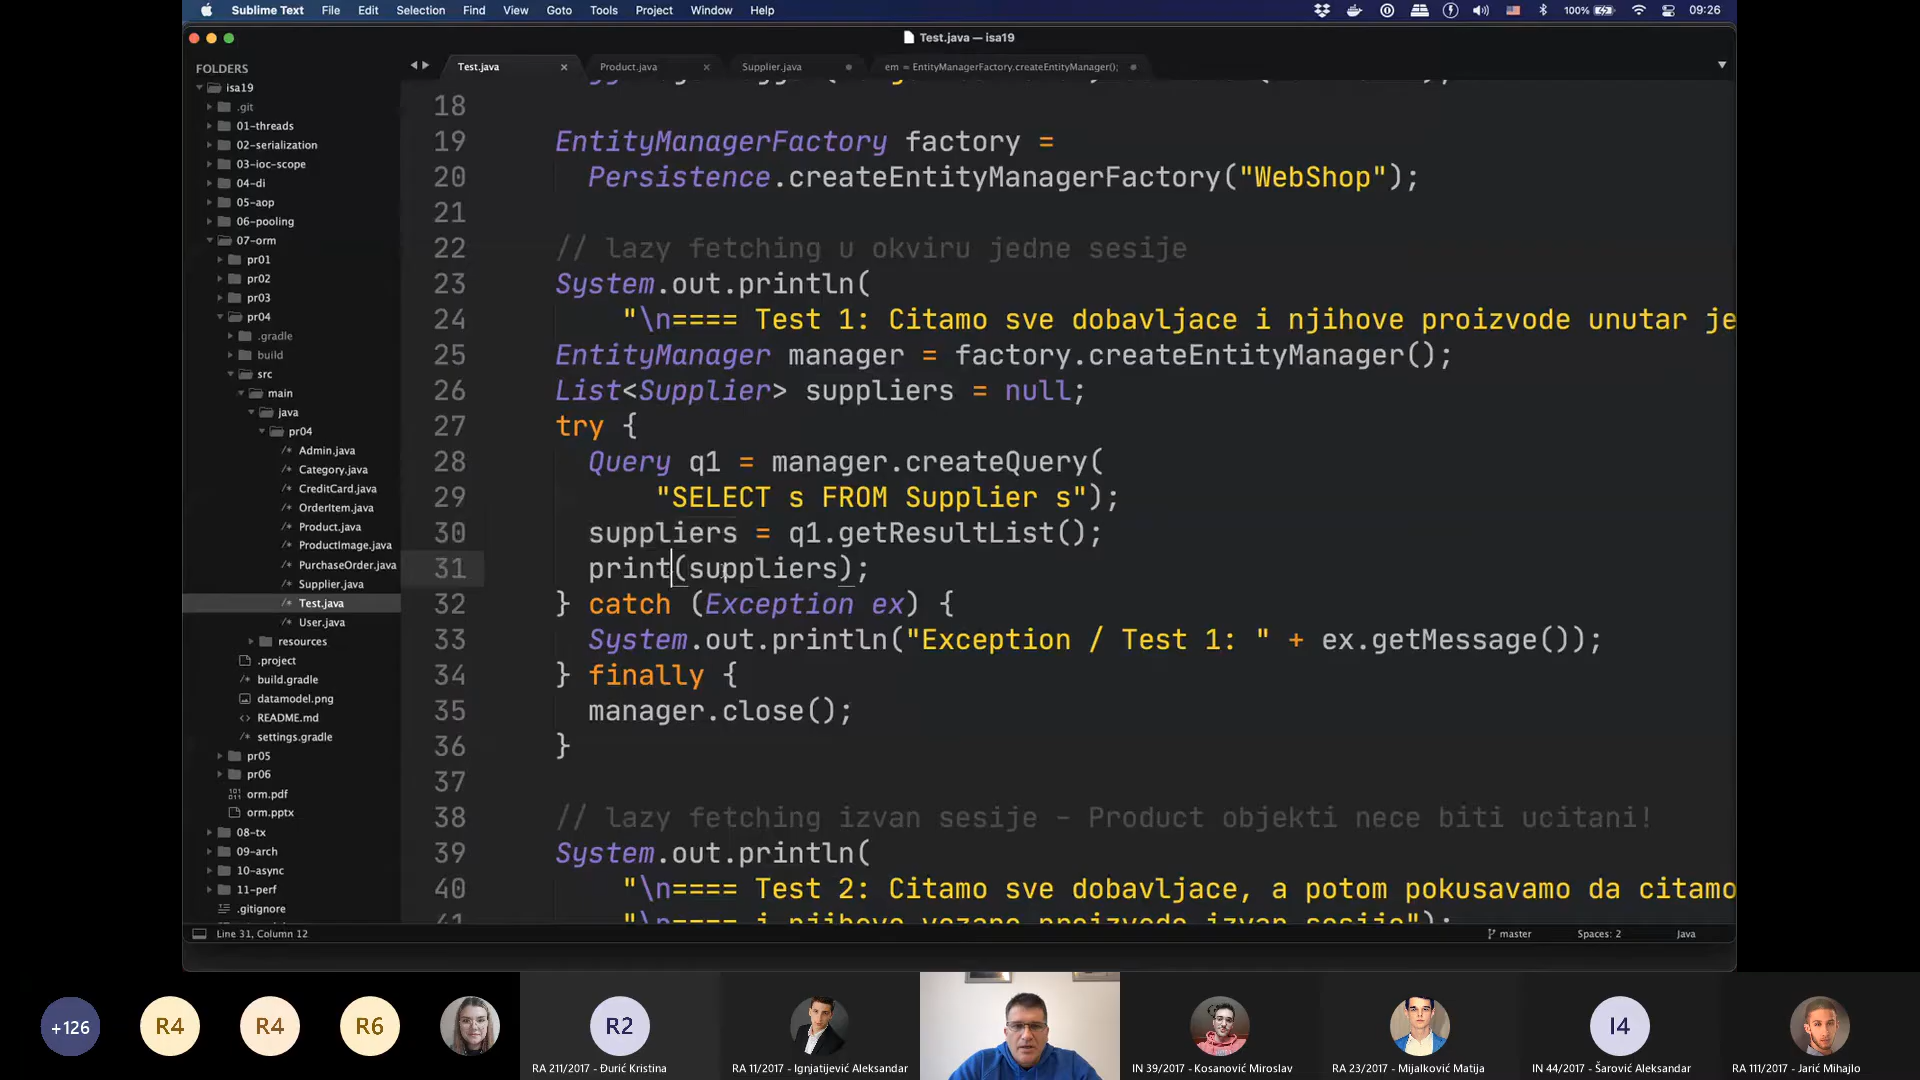 Sublime Text File Edit Selection Find View Goto Tools Project Window Help 100% 09:26
Test.java — isa19
FOLDERS
isa19
.git
01-threads
02-serialization
03-ioc-scope
04-di
05-aop
06-pooling
07-orm
pr01
pr02
pr03
pr04
.gradle
build
src
main
java
pr04
Admin.java
Category.java
CreditCard.java
OrderItem.java
Product.java
ProductImage.java
PurchaseOrder.java
Supplier.java
Test.java
User.java
resources
.project
build.gradle
datamodel.png
README.md
settings.gradle
pr05
pr06
orm.pdf
orm.pptx
08-tx
09-arch
10-async
11-perf
.gitignore
Test.java Product.java Supplier.java em = EntityManagerFactory.createEntityManager();
18
19 EntityManagerFactory factory =
20 Persistence.createEntityManagerFactory("WebShop");
21
22 // lazy fetching u okviru jedne sesije
23 System.out.println(
24 "\n==== Test 1: Citamo sve dobavljace i njihove proizvode unutar je
25 EntityManager manager = factory.createEntityManager();
26 List<Supplier> suppliers = null;
27 try {
28 Query q1 = manager.createQuery(
29 "SELECT s FROM Supplier s");
30 suppliers = q1.getResultList();
31 print(suppliers);
32 } catch (Exception ex) {
33 System.out.println("Exception / Test 1: " + ex.getMessage());
34 } finally {
35 manager.close();
36 }
37
38 // lazy fetching izvan sesije - Product objekti nece biti ucitani!
39 System.out.println(
40 "\n==== Test 2: Citamo sve dobavljace, a potom pokusavamo da citamo
41 "\n==== i njihove vezane proizvode izvan sesije");
Line 31, Column 12 master Spaces: 2 Java
+126 R4 R4 R6 R2 I4
RA 211/2017 - Đurić Kristina
RA 11/2017 - Ignjatijević Aleksandar
IN 39/2017 - Kosanović Miroslav
RA 23/2017 - Mijalković Matija
IN 44/2017 - Šarović Aleksandar
RA 111/2017 - Jarić Mihajlo